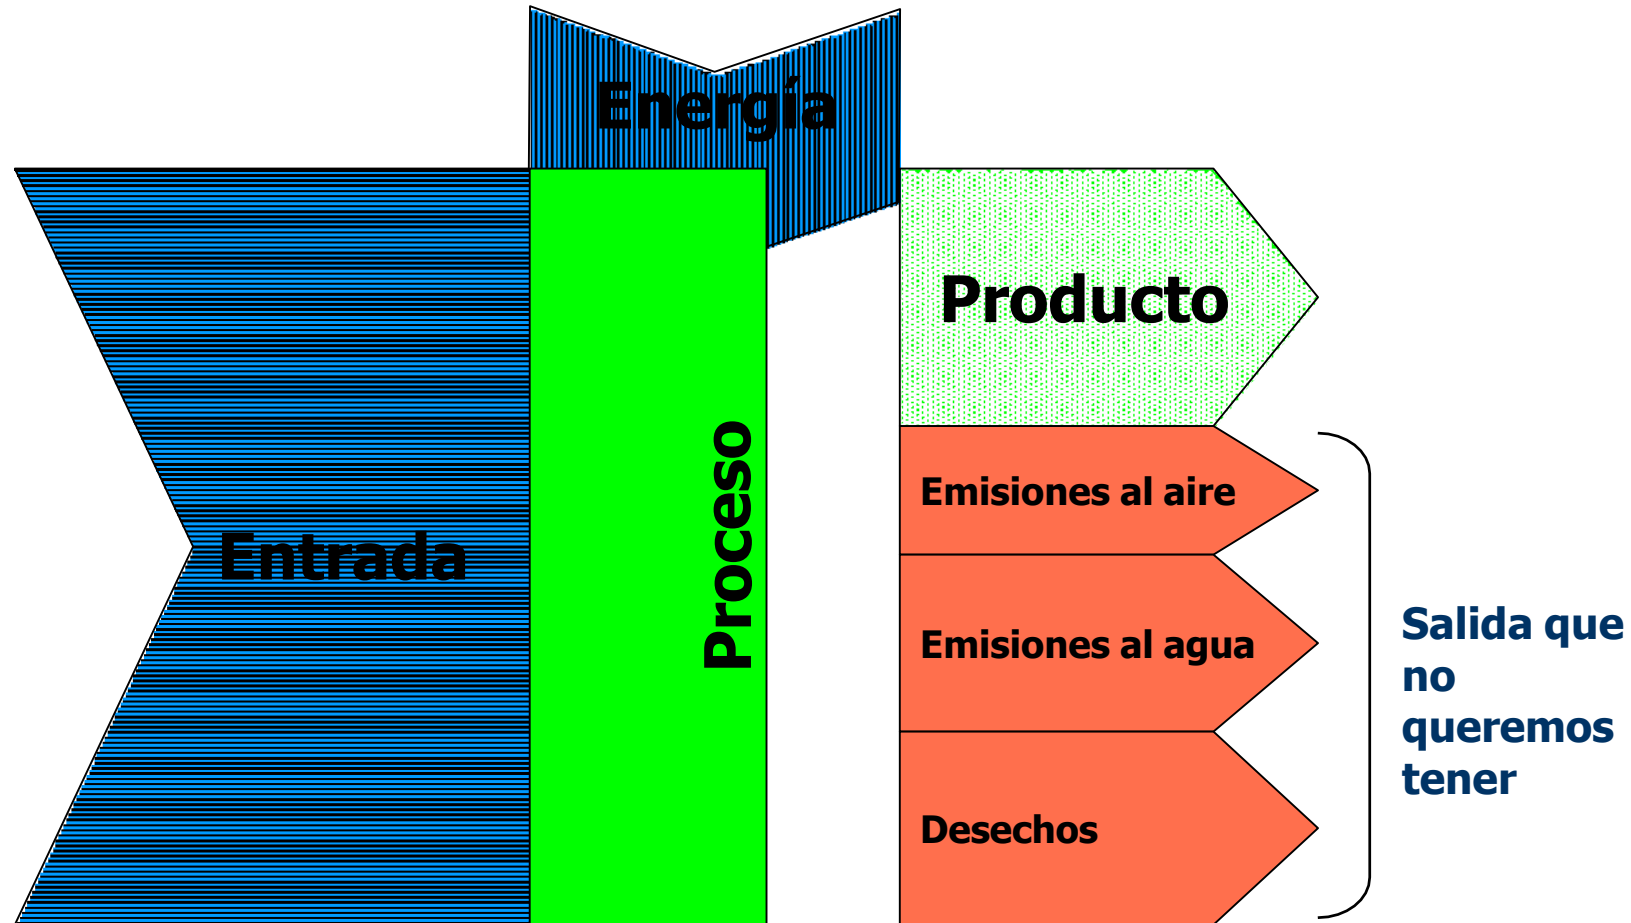 Energía
Entrada
Proceso
Producto
Emisiones al aire
Emisiones al agua
Desechos
Salida que
no
queremos
tener